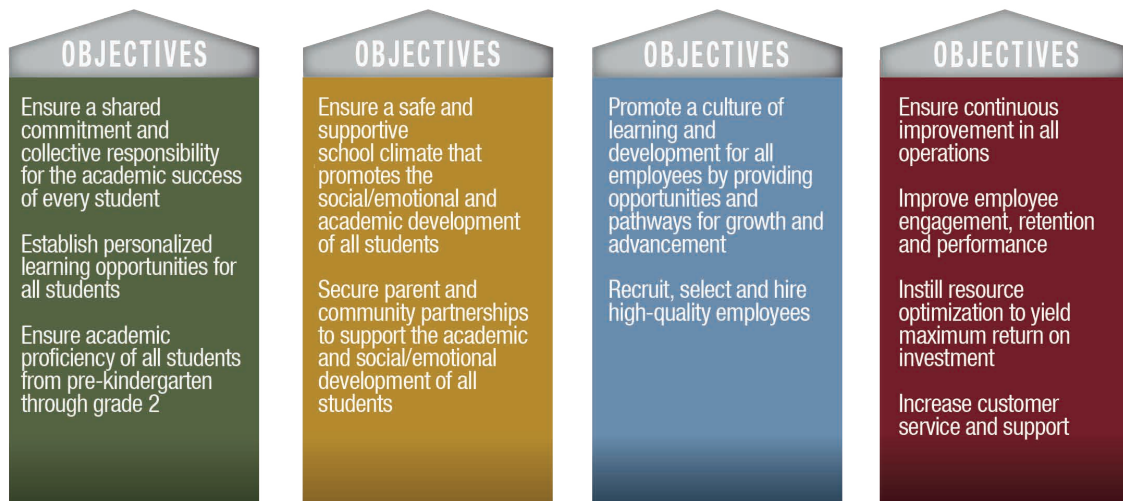 OBJECTIVES
Ensure a shared
commitment and
collective responsibility
for the academic success
of every student
Establish personalized
learning opportunities for
all students
Ensure academic
proficiency of all students
from pre-kindergarten
through grade 2
OBJECTIVES
Ensure a safe and
supportive
school climate that
promotes the
social/emotional and
academic development
of all students
Secure parent and
community partnerships
to support the academic
and social/emotional
development of all
students
OBJECTIVES
Promote a culture of
learning and
development for all
employees by providing
opportunities and
pathways for growth and
advancement
Recruit, select and hire
high-quality employees
OBJECTIVES
Ensure continuous
improvement in all
operations
Improve employee
engagement, retention
and performance
Instill resource
optimization to yield
maximum return on
investment
Increase customer
service and support